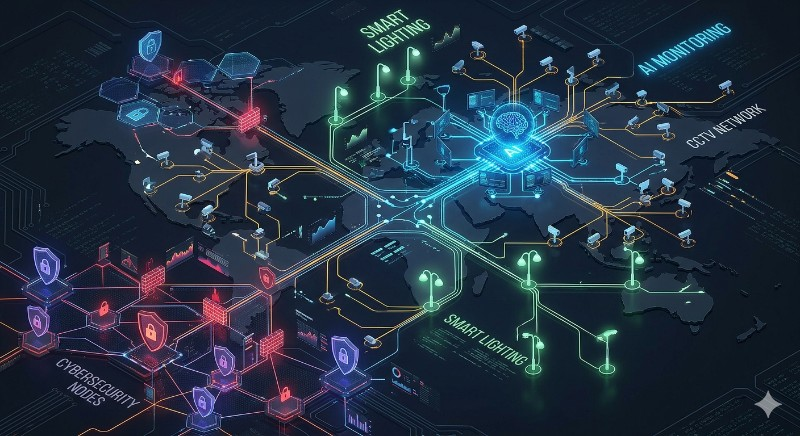 SMART
LIGHTING
AI MONITORING
CCTV NETWORK
SMART LIGHTING
CYBERSECURITY
NODES